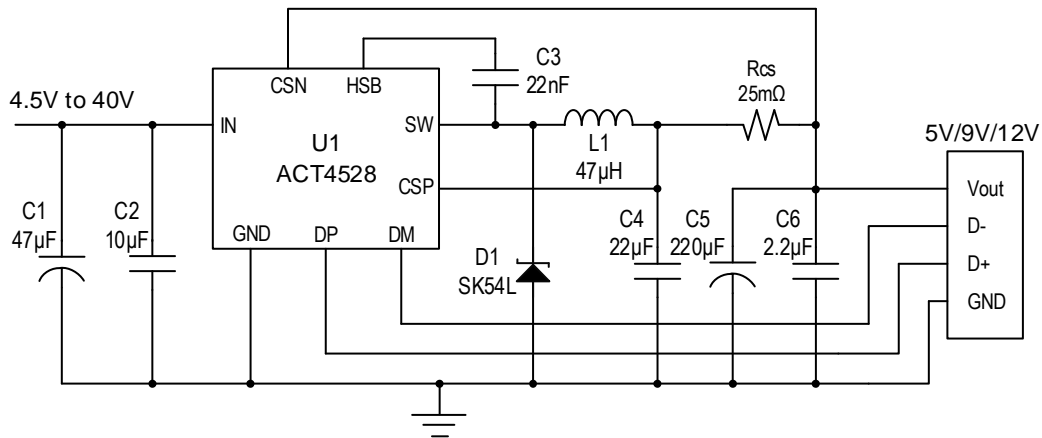 C3
22nF
Rcs
25mΩ
CSN
HSB
4.5V to 40V
IN
SW
U1
ACT4528
L1
47µH
5V/9V/12V
CSP
Vout
C1
47µF
C2
10µF
GND
DP
DM
C4
22µF
C5
220µF
C6
2.2µF
D-
D1
SK54L
D+
GND